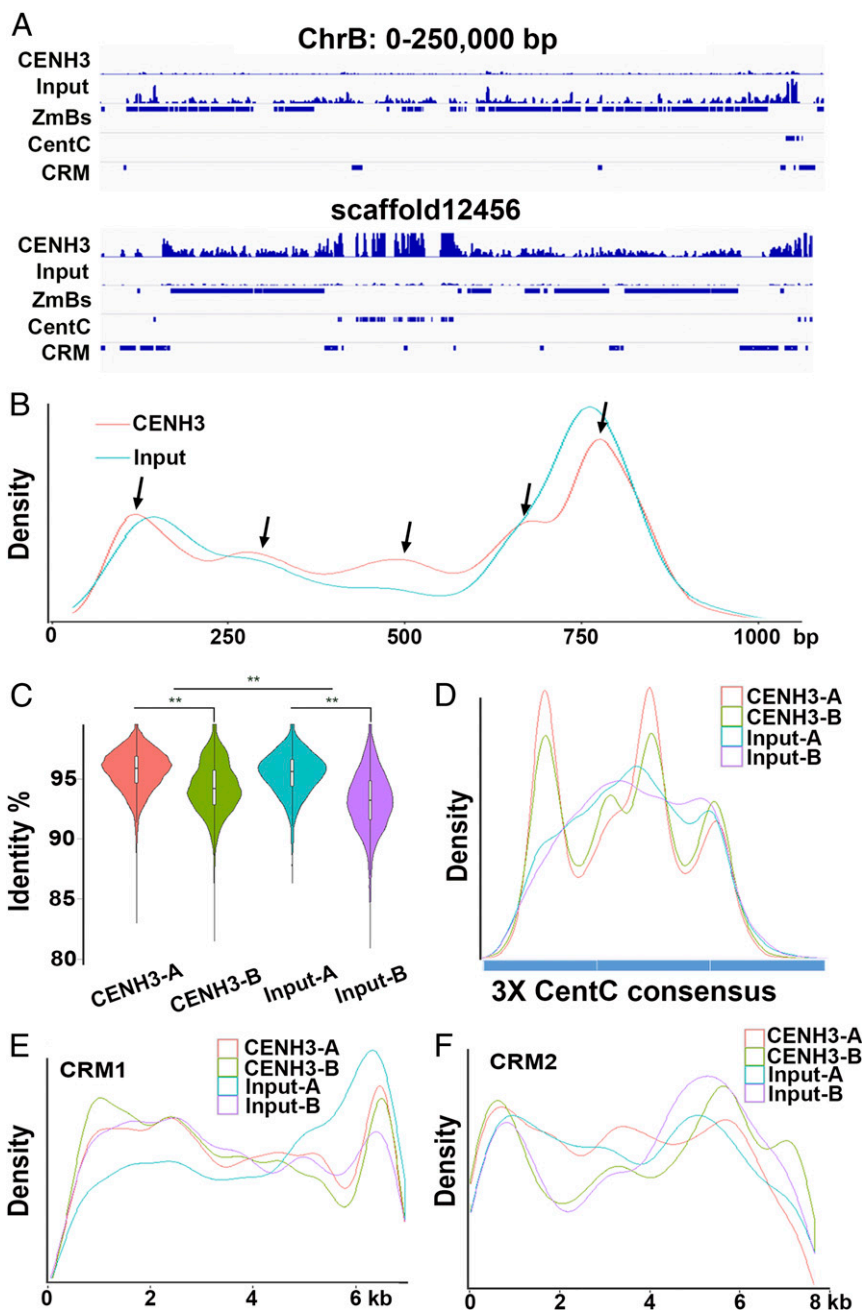 A
ChrB: 0-250,000 bp
CENH3
Input
ZmBs
CentC
CRM
scaffold12456
CENH3
Input
ZmBs
CentC
CRM
B
CENH3
Input
Density
0 250 500 750 1000 bp
C
**
** **
Identity %
95
90
85
80
CENH3-A CENH3-B Input-A Input-B
D
CENH3-A
CENH3-B
Input-A
Input-B
Density
3X CentC consensus
E
CRM1
CENH3-A
CENH3-B
Input-A
Input-B
Density
0 2 4 6 kb
F
CRM2
CENH3-A
CENH3-B
Input-A
Input-B
Density
0 2 4 6 8 kb